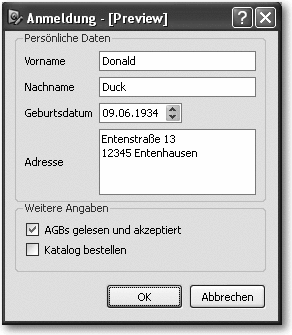 Anmeldung - [Preview]
Persönliche Daten
Vorname Donald
Nachname Duck
Geburtsdatum 09.06.1934
Adresse
Entenstraße 13
12345 Entenhausen
Weitere Angaben
AGBs gelesen und akzeptiert
Katalog bestellen
OK Abbrechen